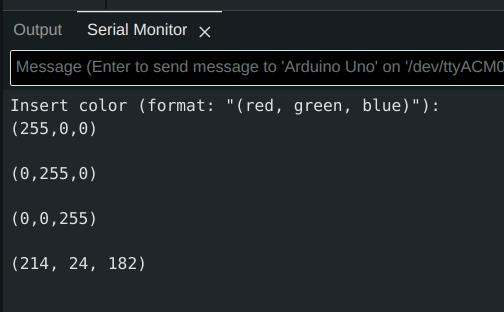 Output
Serial Monitor
Message (Enter to send message to 'Arduino Uno' on '/dev/ttyACM0
Insert color (format: "(red, green, blue)"):
(255,0,0)
(0,255,0)
(0,0,255)
(214, 24, 182)